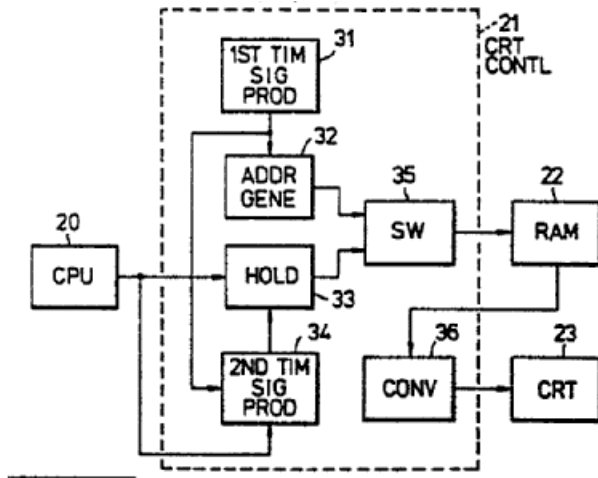 21
CRT
CONTL
31
1ST TIM
SIG
PROD
32
ADDR
GENE
35
SW
22
RAM
20
CPU
HOLD
33
34
2ND TIM
SIG
PROD
36
CONV
23
CRT